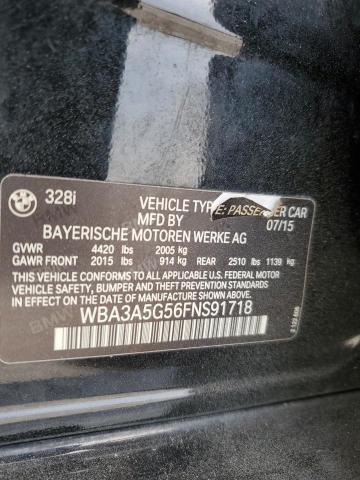 328i
VEHICLE TYPE: PASSENGER CAR
MFD BY 07/15
BAYERISCHE MOTOREN WERKE AG
GVWR 4420 lbs 2005 kg
GAWR FRONT 2015 lbs 914 kg REAR 2510 lbs 1139 kg
THIS VEHICLE CONFORMS TO ALL APPLICABLE U.S. FEDERAL MOTOR
VEHICLE SAFETY, BUMPER AND THEFT PREVENTION STANDARDS IN
EFFECT ON THE DATE OF MANUFACTURE SHOWN ABOVE.
WBA3A5G56FNS91718